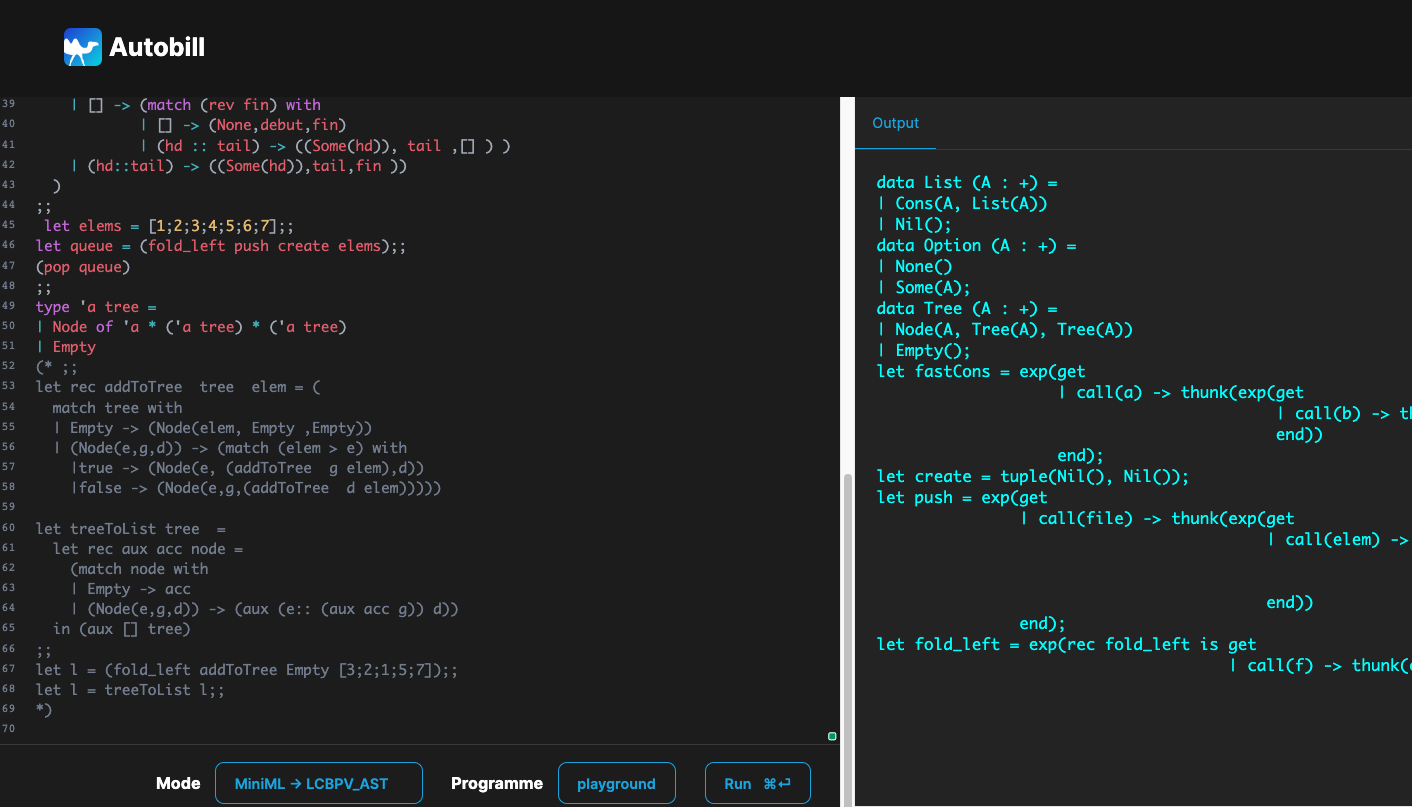 Autobill
39 | [] -> (match (rev fin) with
40 | [] -> (None,debut,fin)
41 | (hd :: tail) -> ((Some(hd)), tail ,[] ) )
42 | (hd::tail) -> ((Some(hd)),tail,fin ))
43 )
44 ;;
45 let elems = [1;2;3;4;5;6;7];;
46 let queue = (fold_left push create elems);;
47 (pop queue)
48 ;;
49 type 'a tree =
50 | Node of 'a * ('a tree) * ('a tree)
51 | Empty
52 (* ;;
53 let rec addToTree  tree  elem = (
54 match tree with
55 | Empty -> (Node(elem, Empty ,Empty))
56 | (Node(e,g,d)) -> (match (elem > e) with
57 |true -> (Node(e, (addToTree  g elem),d))
58 |false -> (Node(e,g,(addToTree  d elem)))))
59
60 let treeToList tree  =
61 let rec aux acc node =
62 (match node with
63 | Empty -> acc
64 | (Node(e,g,d)) -> (aux (e:: (aux acc g)) d))
65 in (aux [] tree)
66 ;;
67 let l = (fold_left addToTree Empty [3;2;1;5;7]);;
68 let l = treeToList l;;
69 *)
70
Output
data List (A : +) =
| Cons(A, List(A))
| Nil();
data Option (A : +) =
| None()
| Some(A);
data Tree (A : +) =
| Node(A, Tree(A), Tree(A))
| Empty();
let fastCons = exp(get
| call(a) -> thunk(exp(get
| call(b) ->
end))
end);
let create = tuple(Nil(), Nil());
let push = exp(get
| call(file) -> thunk(exp(get
| call(elem) ->
end))
end);
let fold_left = exp(rec fold_left is get
| call(f) -> thunk(
Mode
MiniML → LCBPV_AST
Programme
playground
Run ⌘⏎